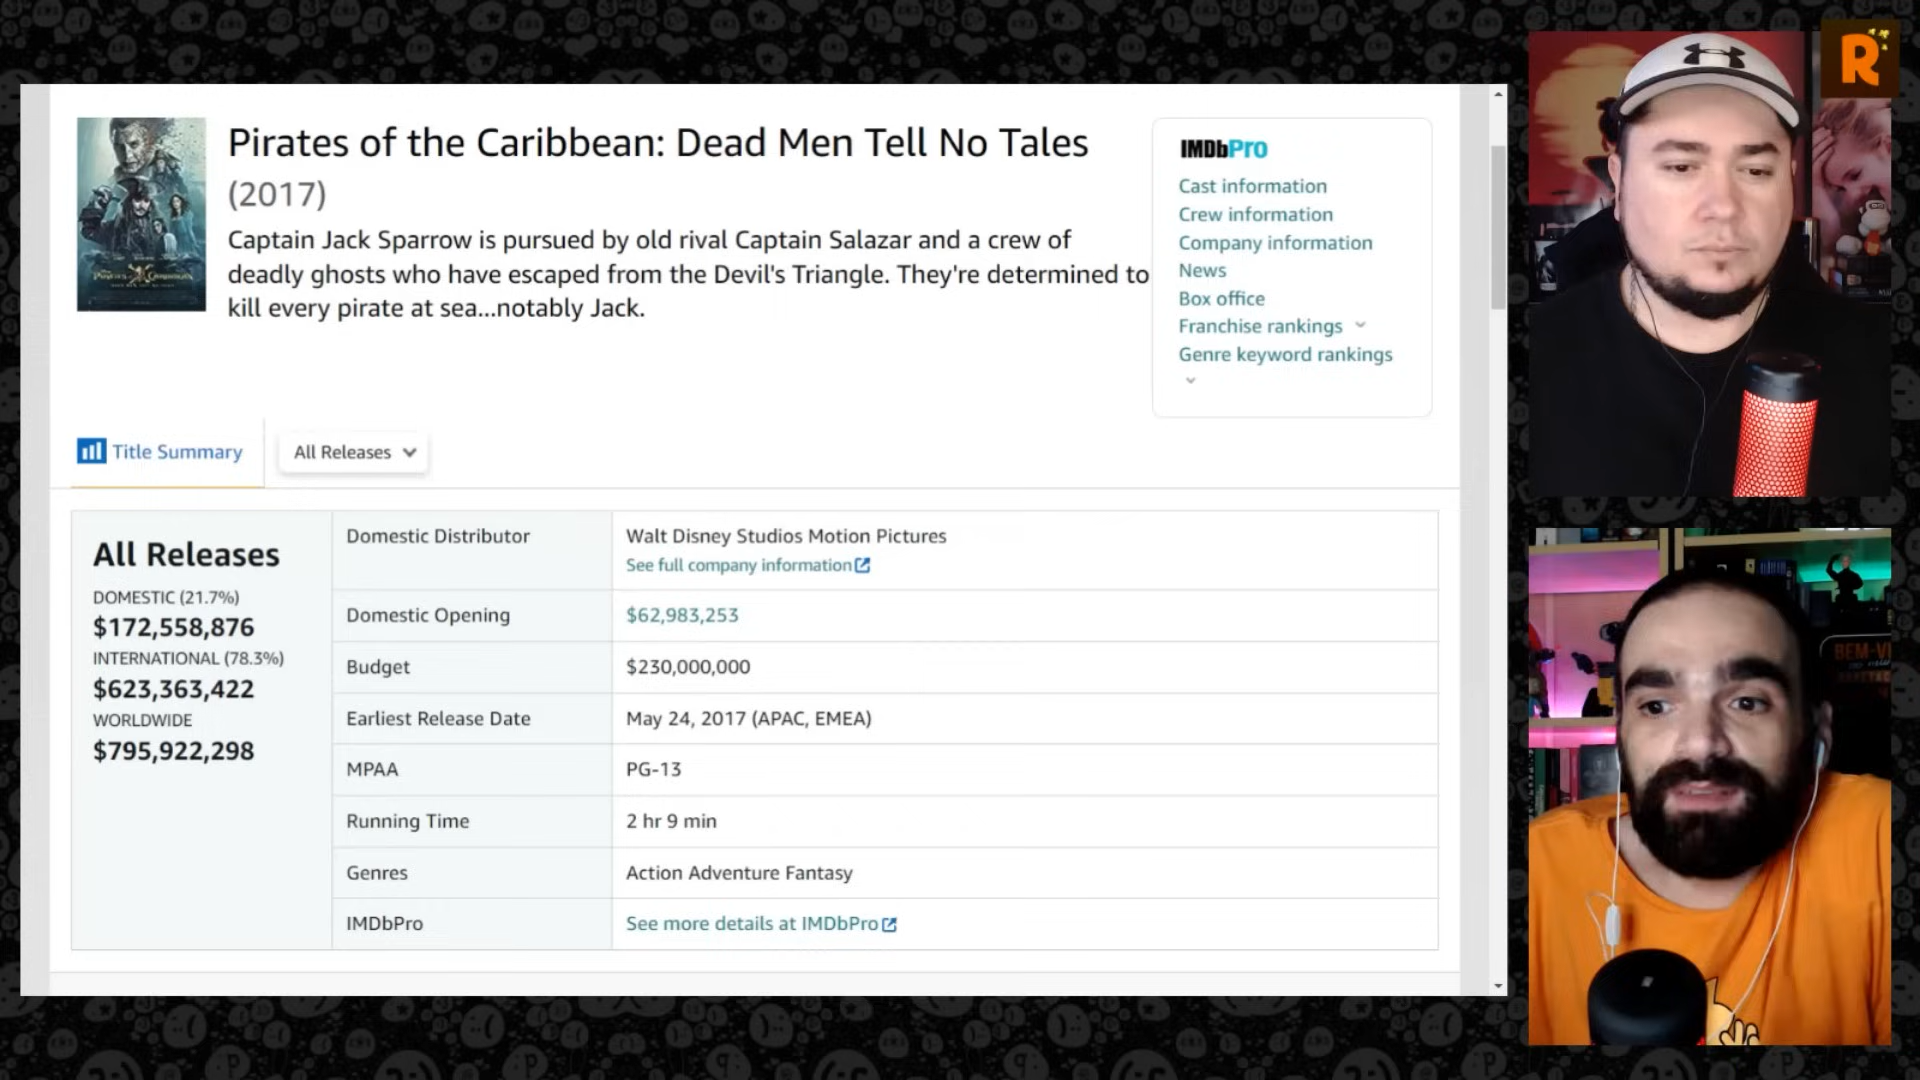 Pirates of the Caribbean: Dead Men Tell No Tales
(2017)
Captain Jack Sparrow is pursued by old rival Captain Salazar and a crew of
deadly ghosts who have escaped from the Devil's Triangle. They're determined to
kill every pirate at sea...notably Jack.
IMDbPro
Cast information
Crew information
Company information
News
Box office
Franchise rankings
Genre keyword rankings
Title Summary
All Releases
All Releases
DOMESTIC (21.7%)
$172,558,876
INTERNATIONAL (78.3%)
$623,363,422
WORLDWIDE
$795,922,298
Domestic Distributor
Walt Disney Studios Motion Pictures
See full company information
Domestic Opening
$62,983,253
Budget
$230,000,000
Earliest Release Date
May 24, 2017 (APAC, EMEA)
MPAA
PG-13
Running Time
2 hr 9 min
Genres
Action Adventure Fantasy
IMDbPro
See more details at IMDbPro
R
BEM-VI